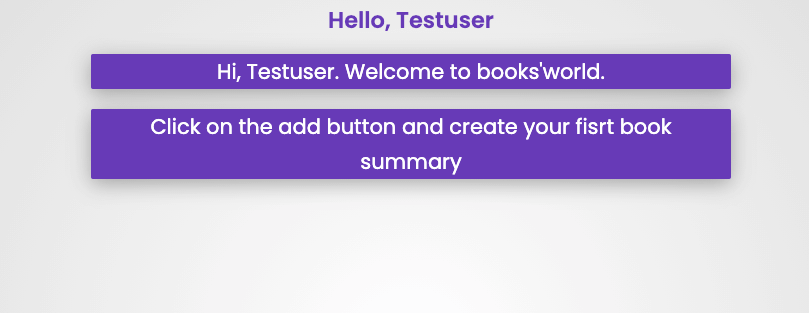 Hello, Testuser
Hi, Testuser. Welcome to books'world.
Click on the add button and create your fisrt book
summary